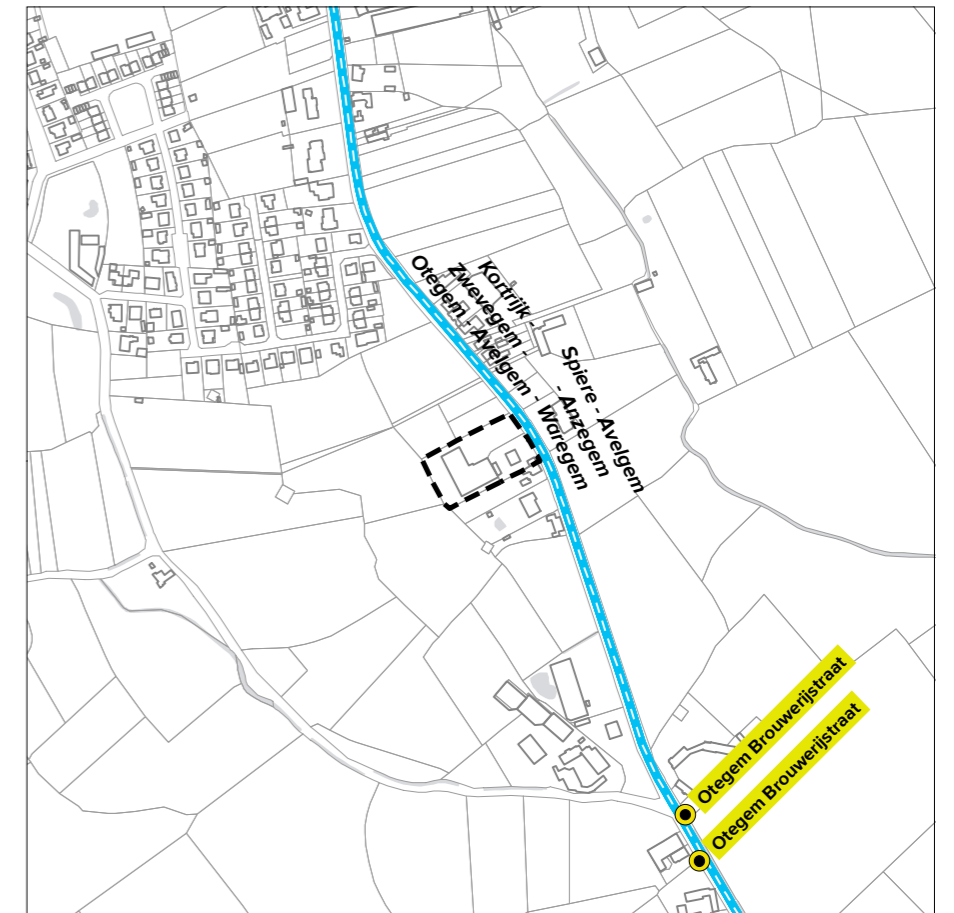 Kortrijk - Spiere - Avelgem
Zwevegem - - Anzegem
Otegem - Avelgem - Waregem
Otegem Brouwerijstraat
Otegem Brouwerijstraat